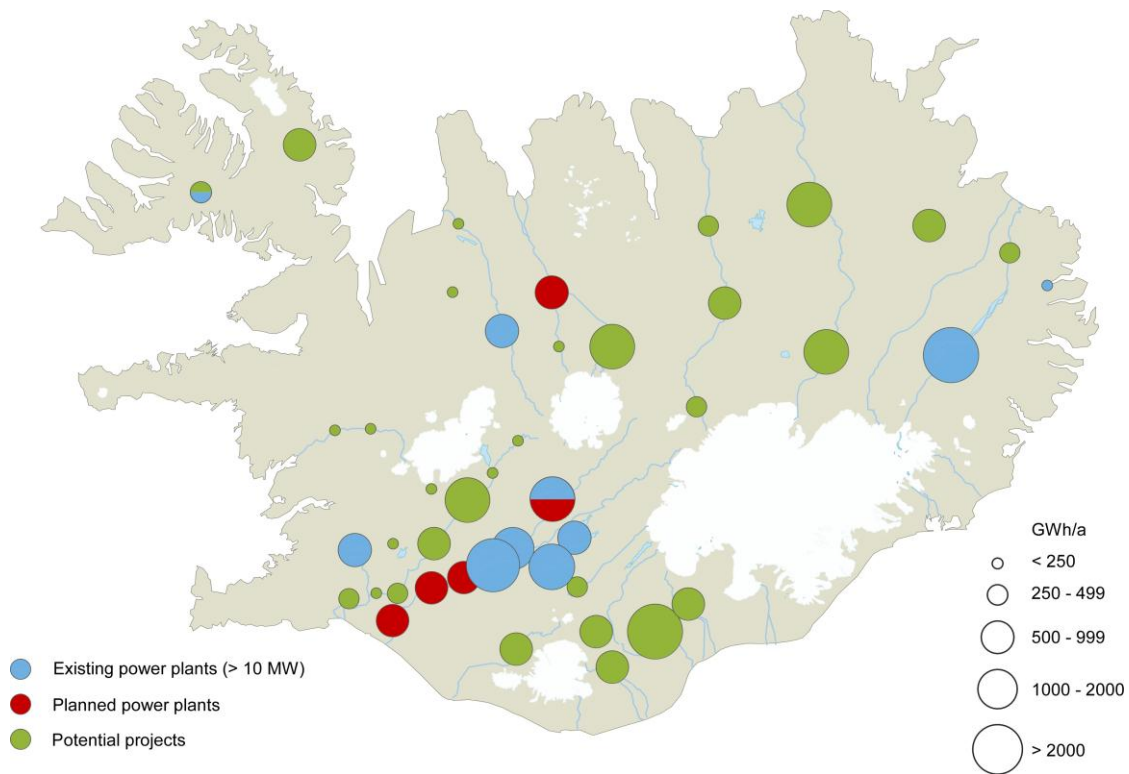 Existing power plants (> 10 MW)
Planned power plants
Potential projects
GWh/a
< 250
250 - 499
500 - 999
1000 - 2000
> 2000